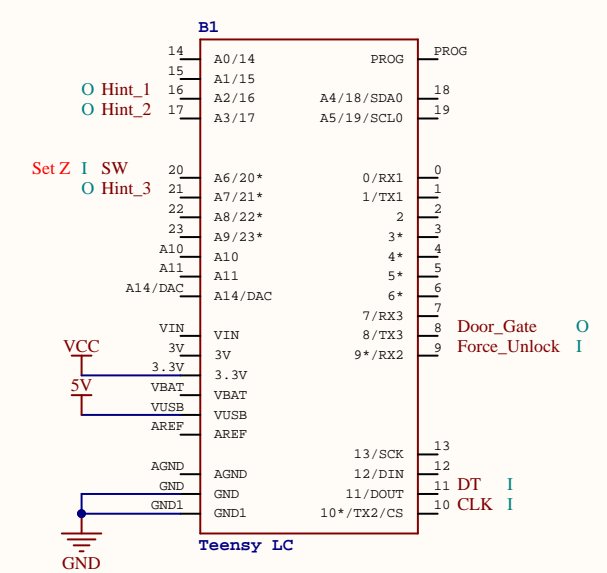 B1
14 A0/14 PROG PROG
15 A1/15
O Hint_1 16 A2/16 A4/18/SDA0 18
O Hint_2 17 A3/17 A5/19/SCL0 19
Set Z I SW 20 A6/20* 0/RX1 0
O Hint_3 21 A7/21* 1/TX1 1
22 A8/22* 2 2
23 A9/23* 3* 3
A10 A10 4* 4
A11 A11 5* 5
A14/DAC A14/DAC 6* 6
7/RX3 7
VIN VIN 8/TX3 8 Door_Gate O
VCC 3V 3V 9*/RX2 9 Force_Unlock I
3.3V 3.3V
5V VBAT VBAT
VUSB VUSB
AREF AREF
13/SCK 13
AGND AGND 12/DIN 12
GND GND 11/DOUT 11 DT I
GND1 GND1 10*/TX2/CS 10 CLK I
Teensy LC
GND